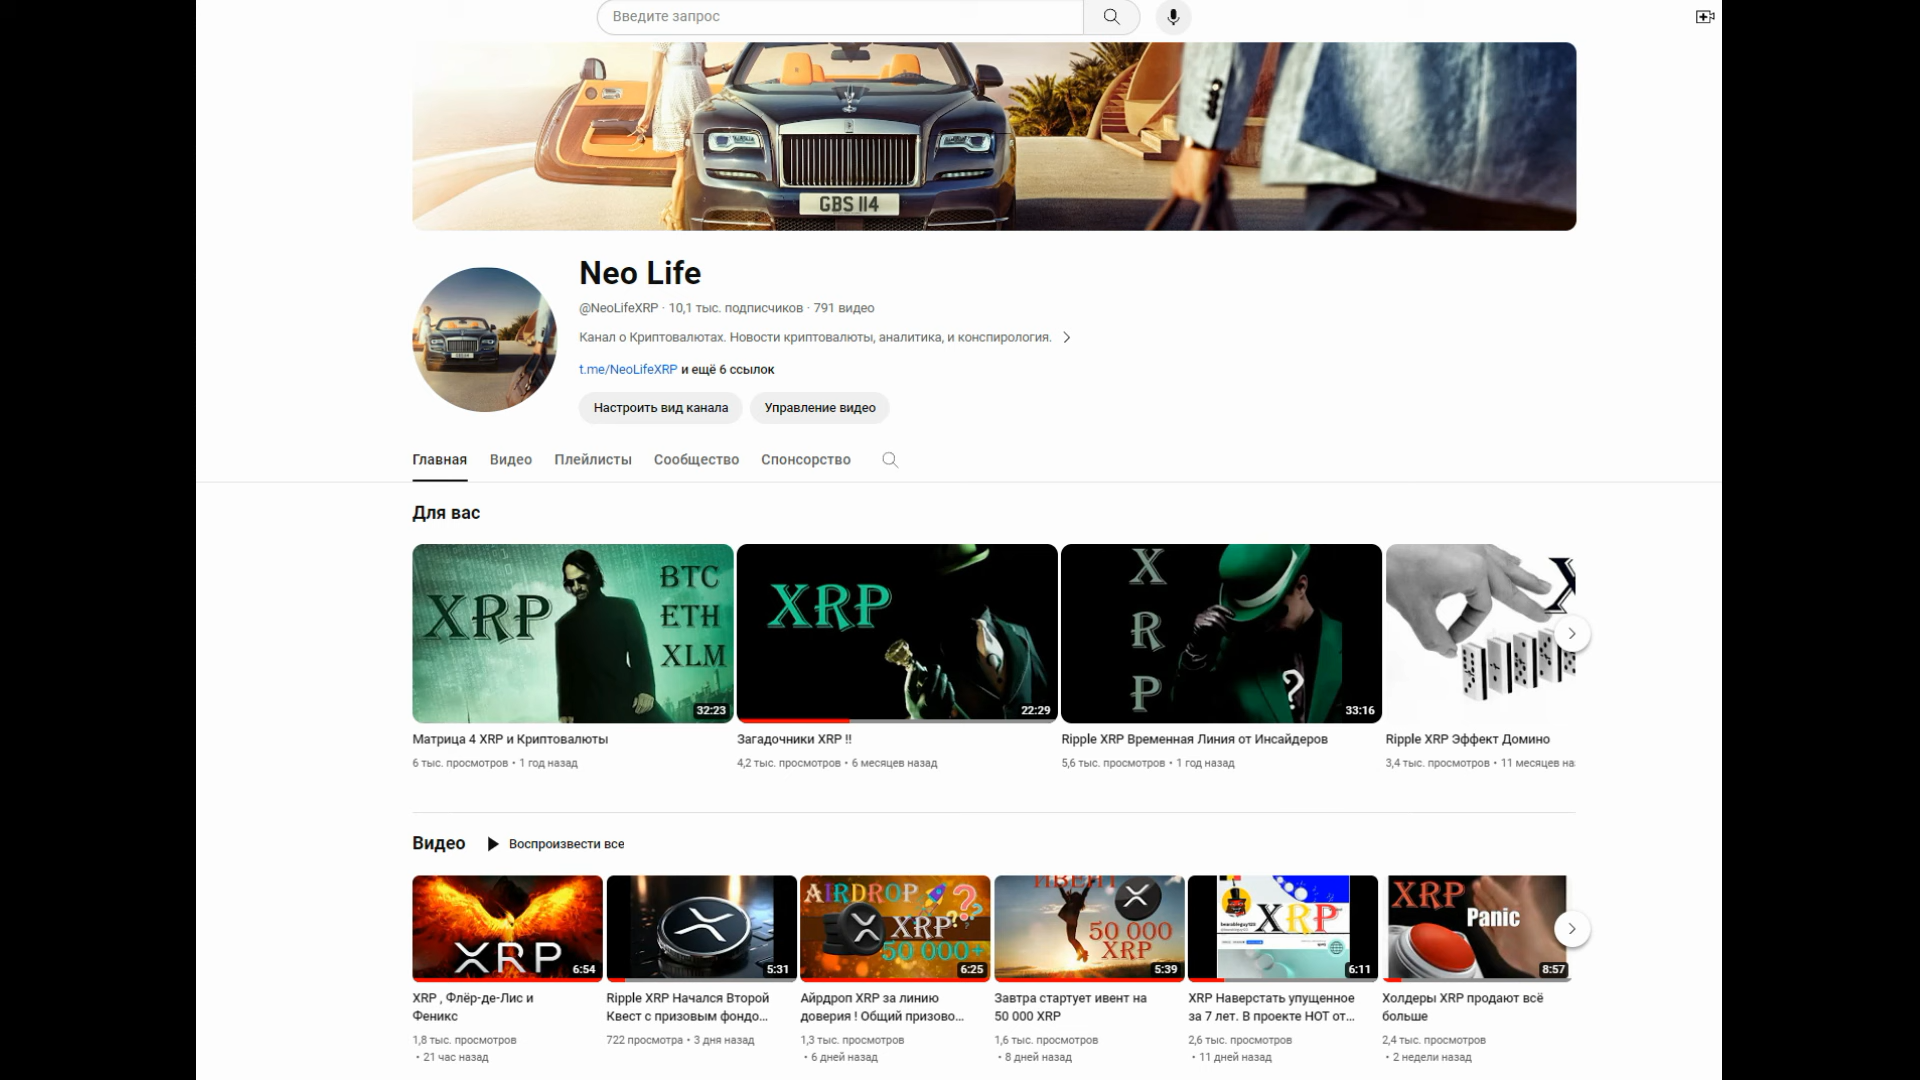 Введите запрос
GBS 114
Neo Life
@NeoLifeXRP · 10,1 тыс. подписчиков · 791 видео
Канал о Криптовалютах. Новости криптовалюты, аналитика, и конспирология.
t.me/NeoLifeXRP и ещё 6 ссылок
Настроить вид канала
Управление видео
Главная Видео Плейлисты Сообщество Спонсорство
Для вас
XRP
BTC
ETH
XLM
32:23
XRP
22:29
X
R
P
?
33:16
X
Матрица 4 XRP и Криптовалюты
6 тыс. просмотров • 1 год назад
Загадочники XRP !!
4,2 тыс. просмотров • 6 месяцев назад
Ripple XRP Временная Линия от Инсайдеров
5,6 тыс. просмотров • 1 год назад
Ripple XRP Эффект Домино
3,4 тыс. просмотров • 11 месяцев на
Видео
Воспроизвести все
XRP
6:54
5:31
AIRDROP
XRP
50 000+
6:25
ИВЕНТ
50 000
XRP
5:39
XRP
6:11
XRP
Panic
8:57
XRP , Флёр-де-Лис и
Феникс
1,8 тыс. просмотров
• 21 час назад
Ripple XRP Начался Второй
Квест с призовым фондо...
722 просмотра • 3 дня назад
Айрдроп XRP за линию
доверия ! Общий призово...
1,3 тыс. просмотров
• 6 дней назад
Завтра стартует ивент на
50 000 XRP
1,6 тыс. просмотров
• 8 дней назад
XRP Наверстать упущенное
за 7 лет. В проекте HOT от...
2,6 тыс. просмотров
• 11 дней назад
Холдеры XRP продают всё
больше
2,4 тыс. просмотров
• 2 недели назад